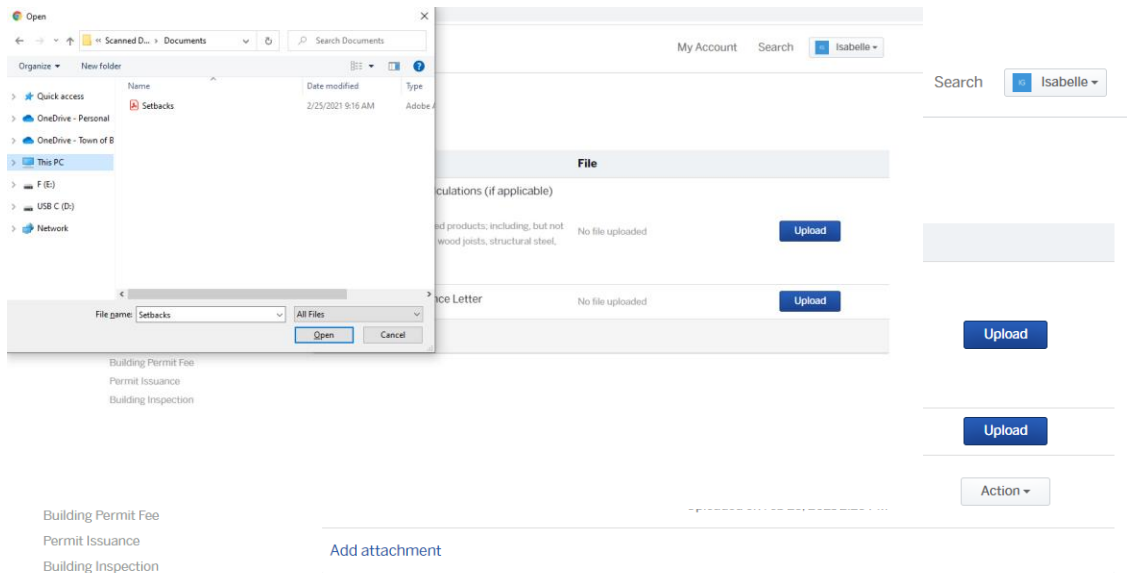 Open
« Scanned D... › Documents
Search Documents
Organize
New folder
Name
Date modified
Type
Quick access
Setbacks
2/25/2021 9:16 AM
Adobe
OneDrive - Personal
OneDrive - Town of B
This PC
F (E:)
USB C (D:)
Network
File name:
Setbacks
All Files
Open
Cancel
My Account
Search
IG
Isabelle
File
culations (if applicable)
ed products; including, but not
wood joists, structural steel,
No file uploaded
Upload
nce Letter
No file uploaded
Upload
Building Permit Fee
Permit Issuance
Building Inspection
Search
IG
Isabelle
Upload
Upload
Action
Building Permit Fee
Permit Issuance
Building Inspection
Add attachment